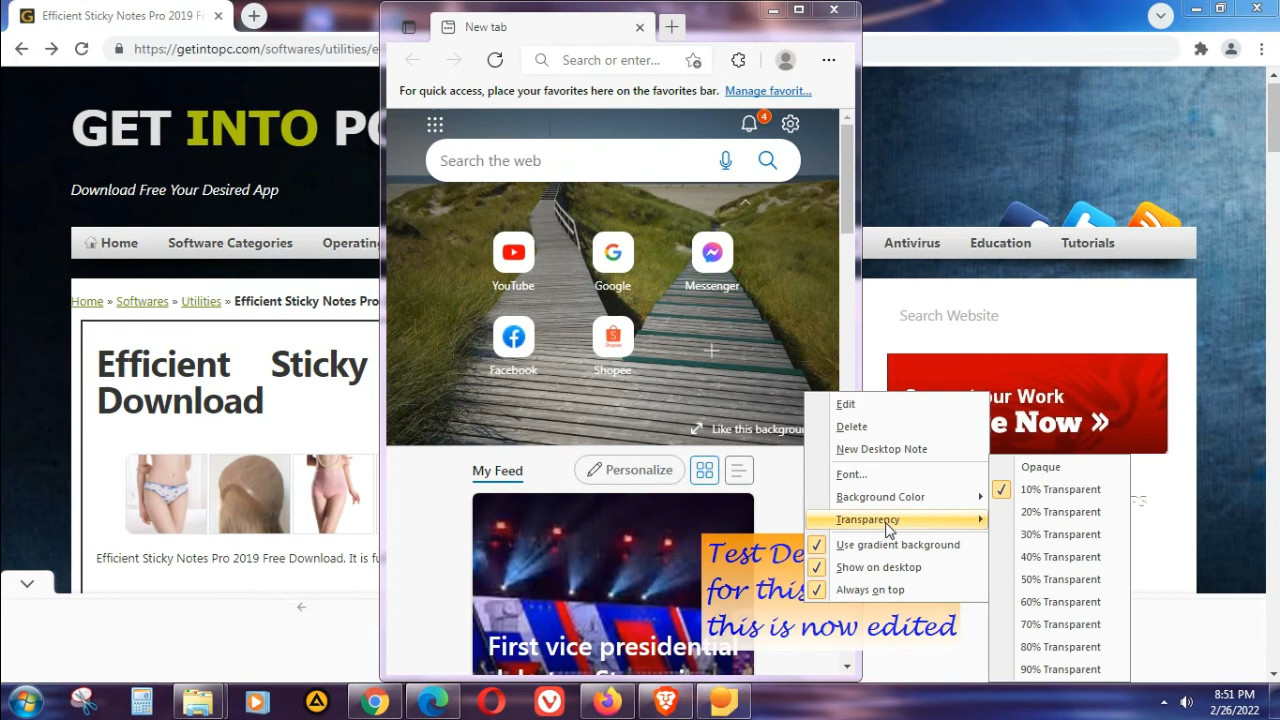 Efficient Sticky Notes Pro 2019 F
https://getintopc.com/softwares/utilities/e
GET INTO PC
Download Free Your Desired App
Home
Software Categories
Operating
Antivirus
Education
Tutorials
Home » Softwares » Utilities » Efficient Sticky Notes Pro
Efficient Sticky
Download
Efficient Sticky Notes Pro 2019 Free Download. It is fu
Search Website
our Work
Now »
New tab
Search or enter...
For quick access, place your favorites here on the favorites bar. Manage favorit...
4
Search the web
YouTube
Google
Messenger
Facebook
Shopee
Shopee
Like this backgroun
My Feed
Personalize
First vice presidential
Test De
for this
this is now edited
Edit
Delete
New Desktop Note
Font...
Background Color
Transparency
Use gradient background
Show on desktop
Always on top
Opaque
10% Transparent
20% Transparent
30% Transparent
40% Transparent
50% Transparent
60% Transparent
70% Transparent
80% Transparent
90% Transparent
8:51 PM
2/26/2022